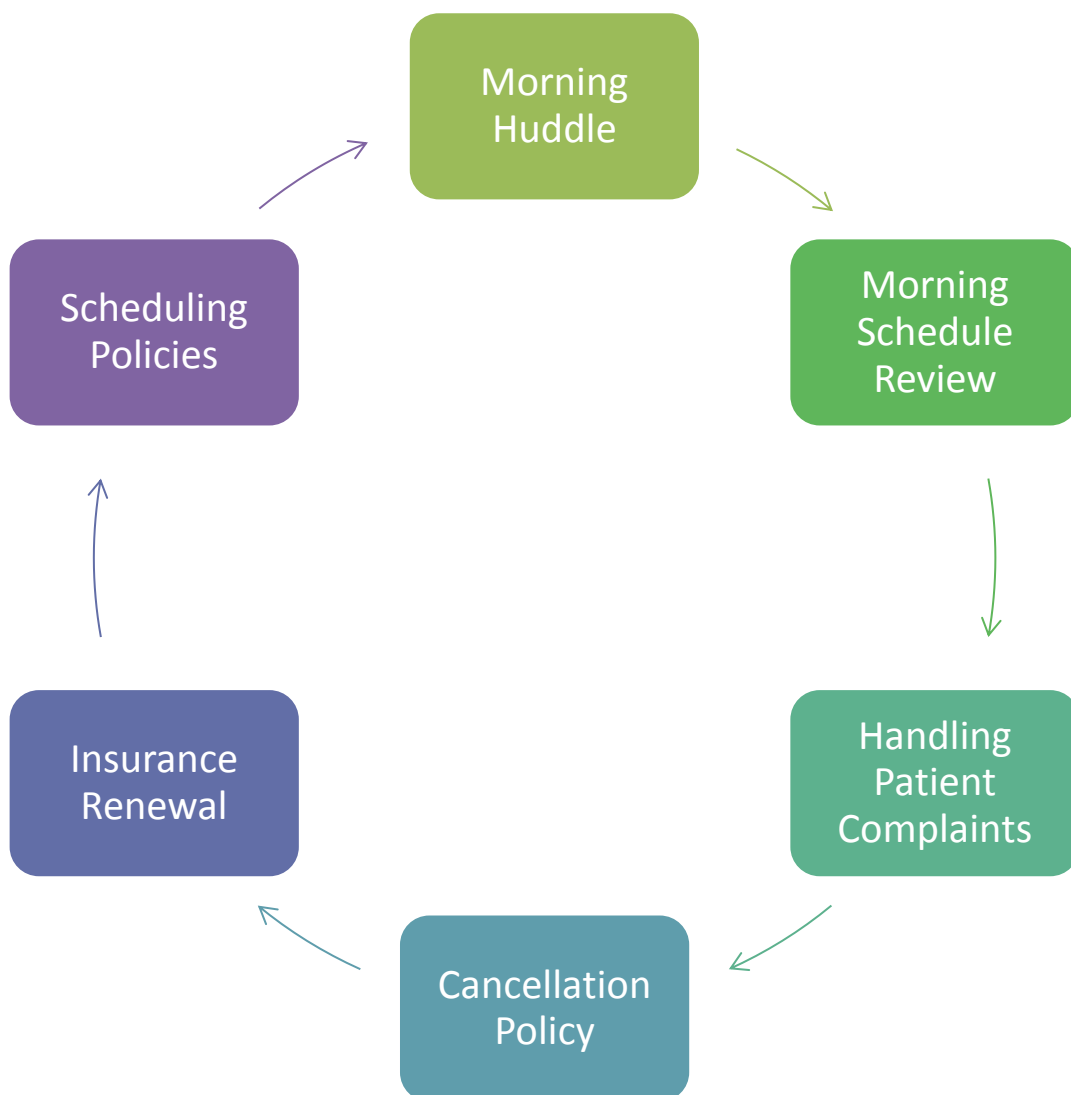 Morning
Huddle
Morning
Schedule
Review
Handling
Patient
Complaints
Cancellation
Policy
Insurance
Renewal
Scheduling
Policies